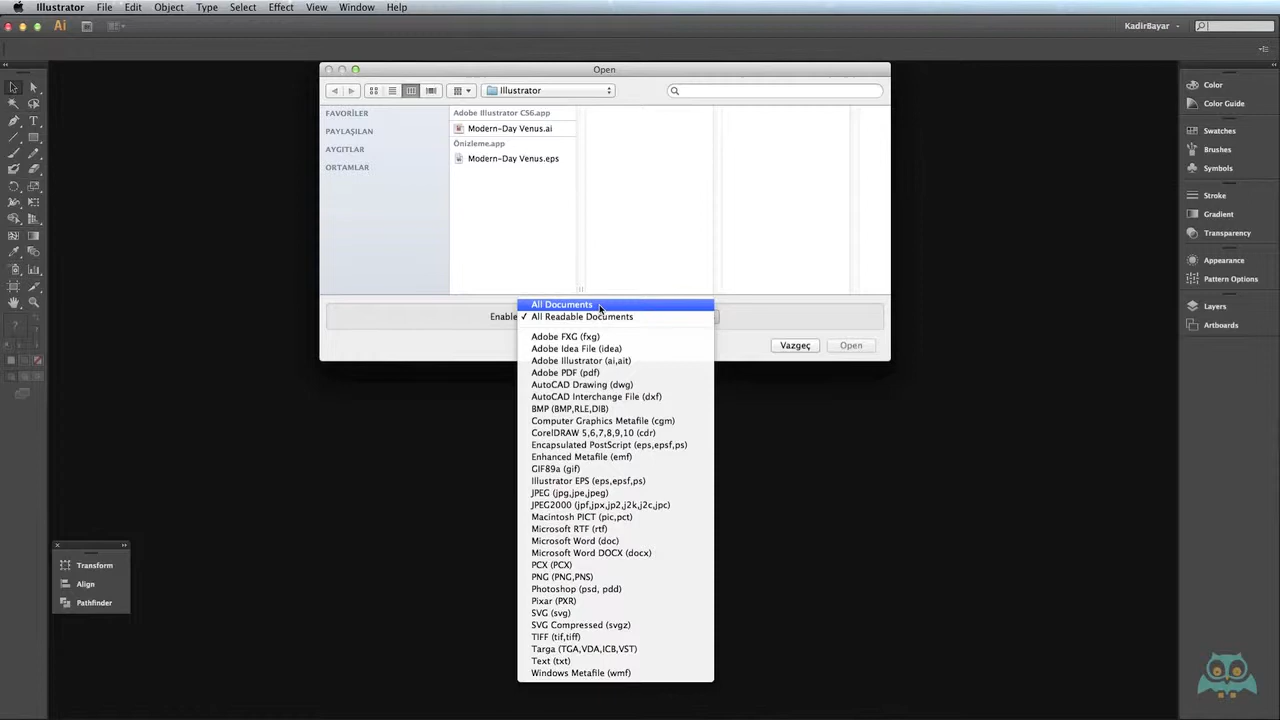 Illustrator File Edit Object Type Select Effect View Window Help
Ai KadİrBayar
Open
Illustrator
FAVORİLER
PAYLAŞILAN
AYGITLAR
ORTAMLAR
Adobe Illustrator CS6.app
Modern-Day Venus.ai
Önizleme.app
Modern-Day Venus.eps
Enable
All Documents
✓ All Readable Documents
Adobe FXG (fxg)
Adobe Idea File (idea)
Adobe Illustrator (ai,ait)
Adobe PDF (pdf)
AutoCAD Drawing (dwg)
AutoCAD Interchange File (dxf)
BMP (BMP,RLE,DIB)
Computer Graphics Metafile (cgm)
CorelDRAW 5,6,7,8,9,10 (cdr)
Encapsulated PostScript (eps,epsf,ps)
Enhanced Metafile (emf)
GIF89a (gif)
Illustrator EPS (eps,epsf,ps)
JPEG (jpg,jpe,jpeg)
JPEG2000 (jpf,jpx,jp2,j2k,j2c,jpc)
Macintosh PICT (pic,pct)
Microsoft RTF (rtf)
Microsoft Word (doc)
Microsoft Word DOCX (docx)
PCX (PCX)
PNG (PNG,PNS)
Photoshop (psd, pdd)
Pixar (PXR)
SVG (svg)
SVG Compressed (svgz)
TIFF (tif,tiff)
Targa (TGA,VDA,ICB,VST)
Text (txt)
Windows Metafile (wmf)
Vazgeç Open
Transform
Align
Pathfinder
Color
Color Guide
Swatches
Brushes
Symbols
Stroke
Gradient
Transparency
Appearance
Pattern Options
Layers
Artboards